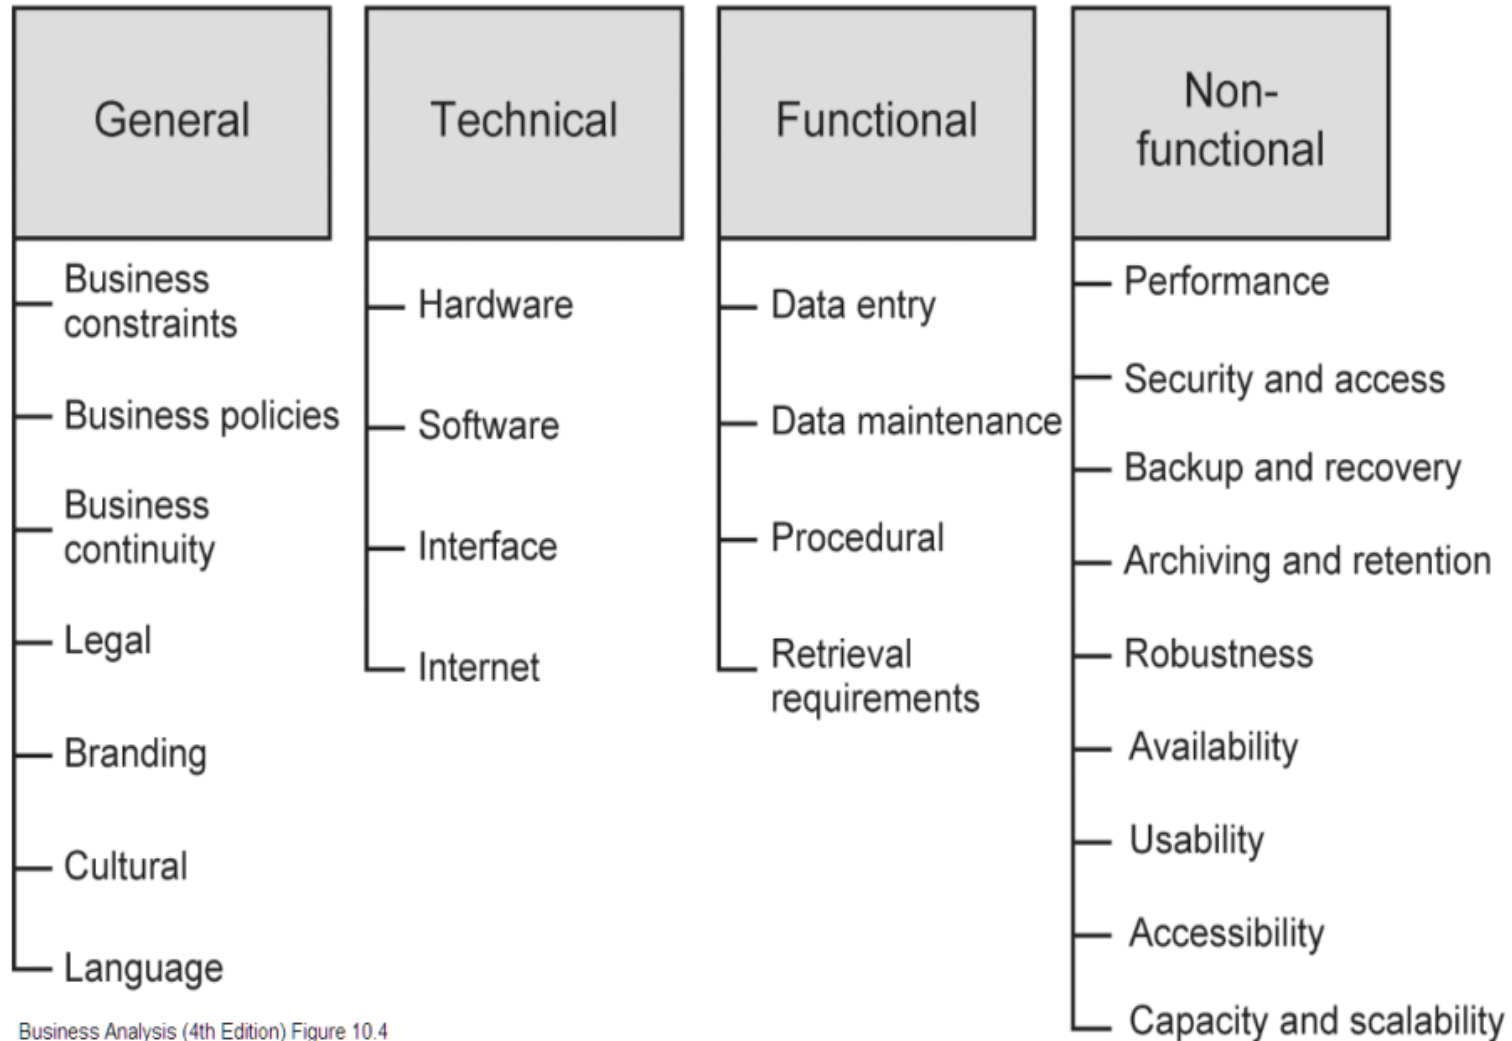 General
Business
constraints
Business policies
Business
continuity
Legal
Branding
Cultural
Language
Technical
Hardware
Software
Interface
Internet
Functional
Data entry
Data maintenance
Procedural
Retrieval
requirements
Non-
functional
Performance
Security and access
Backup and recovery
Archiving and retention
Robustness
Availability
Usability
Accessibility
Capacity and scalability
Business Analysis (4th Edition) Figure 10.4